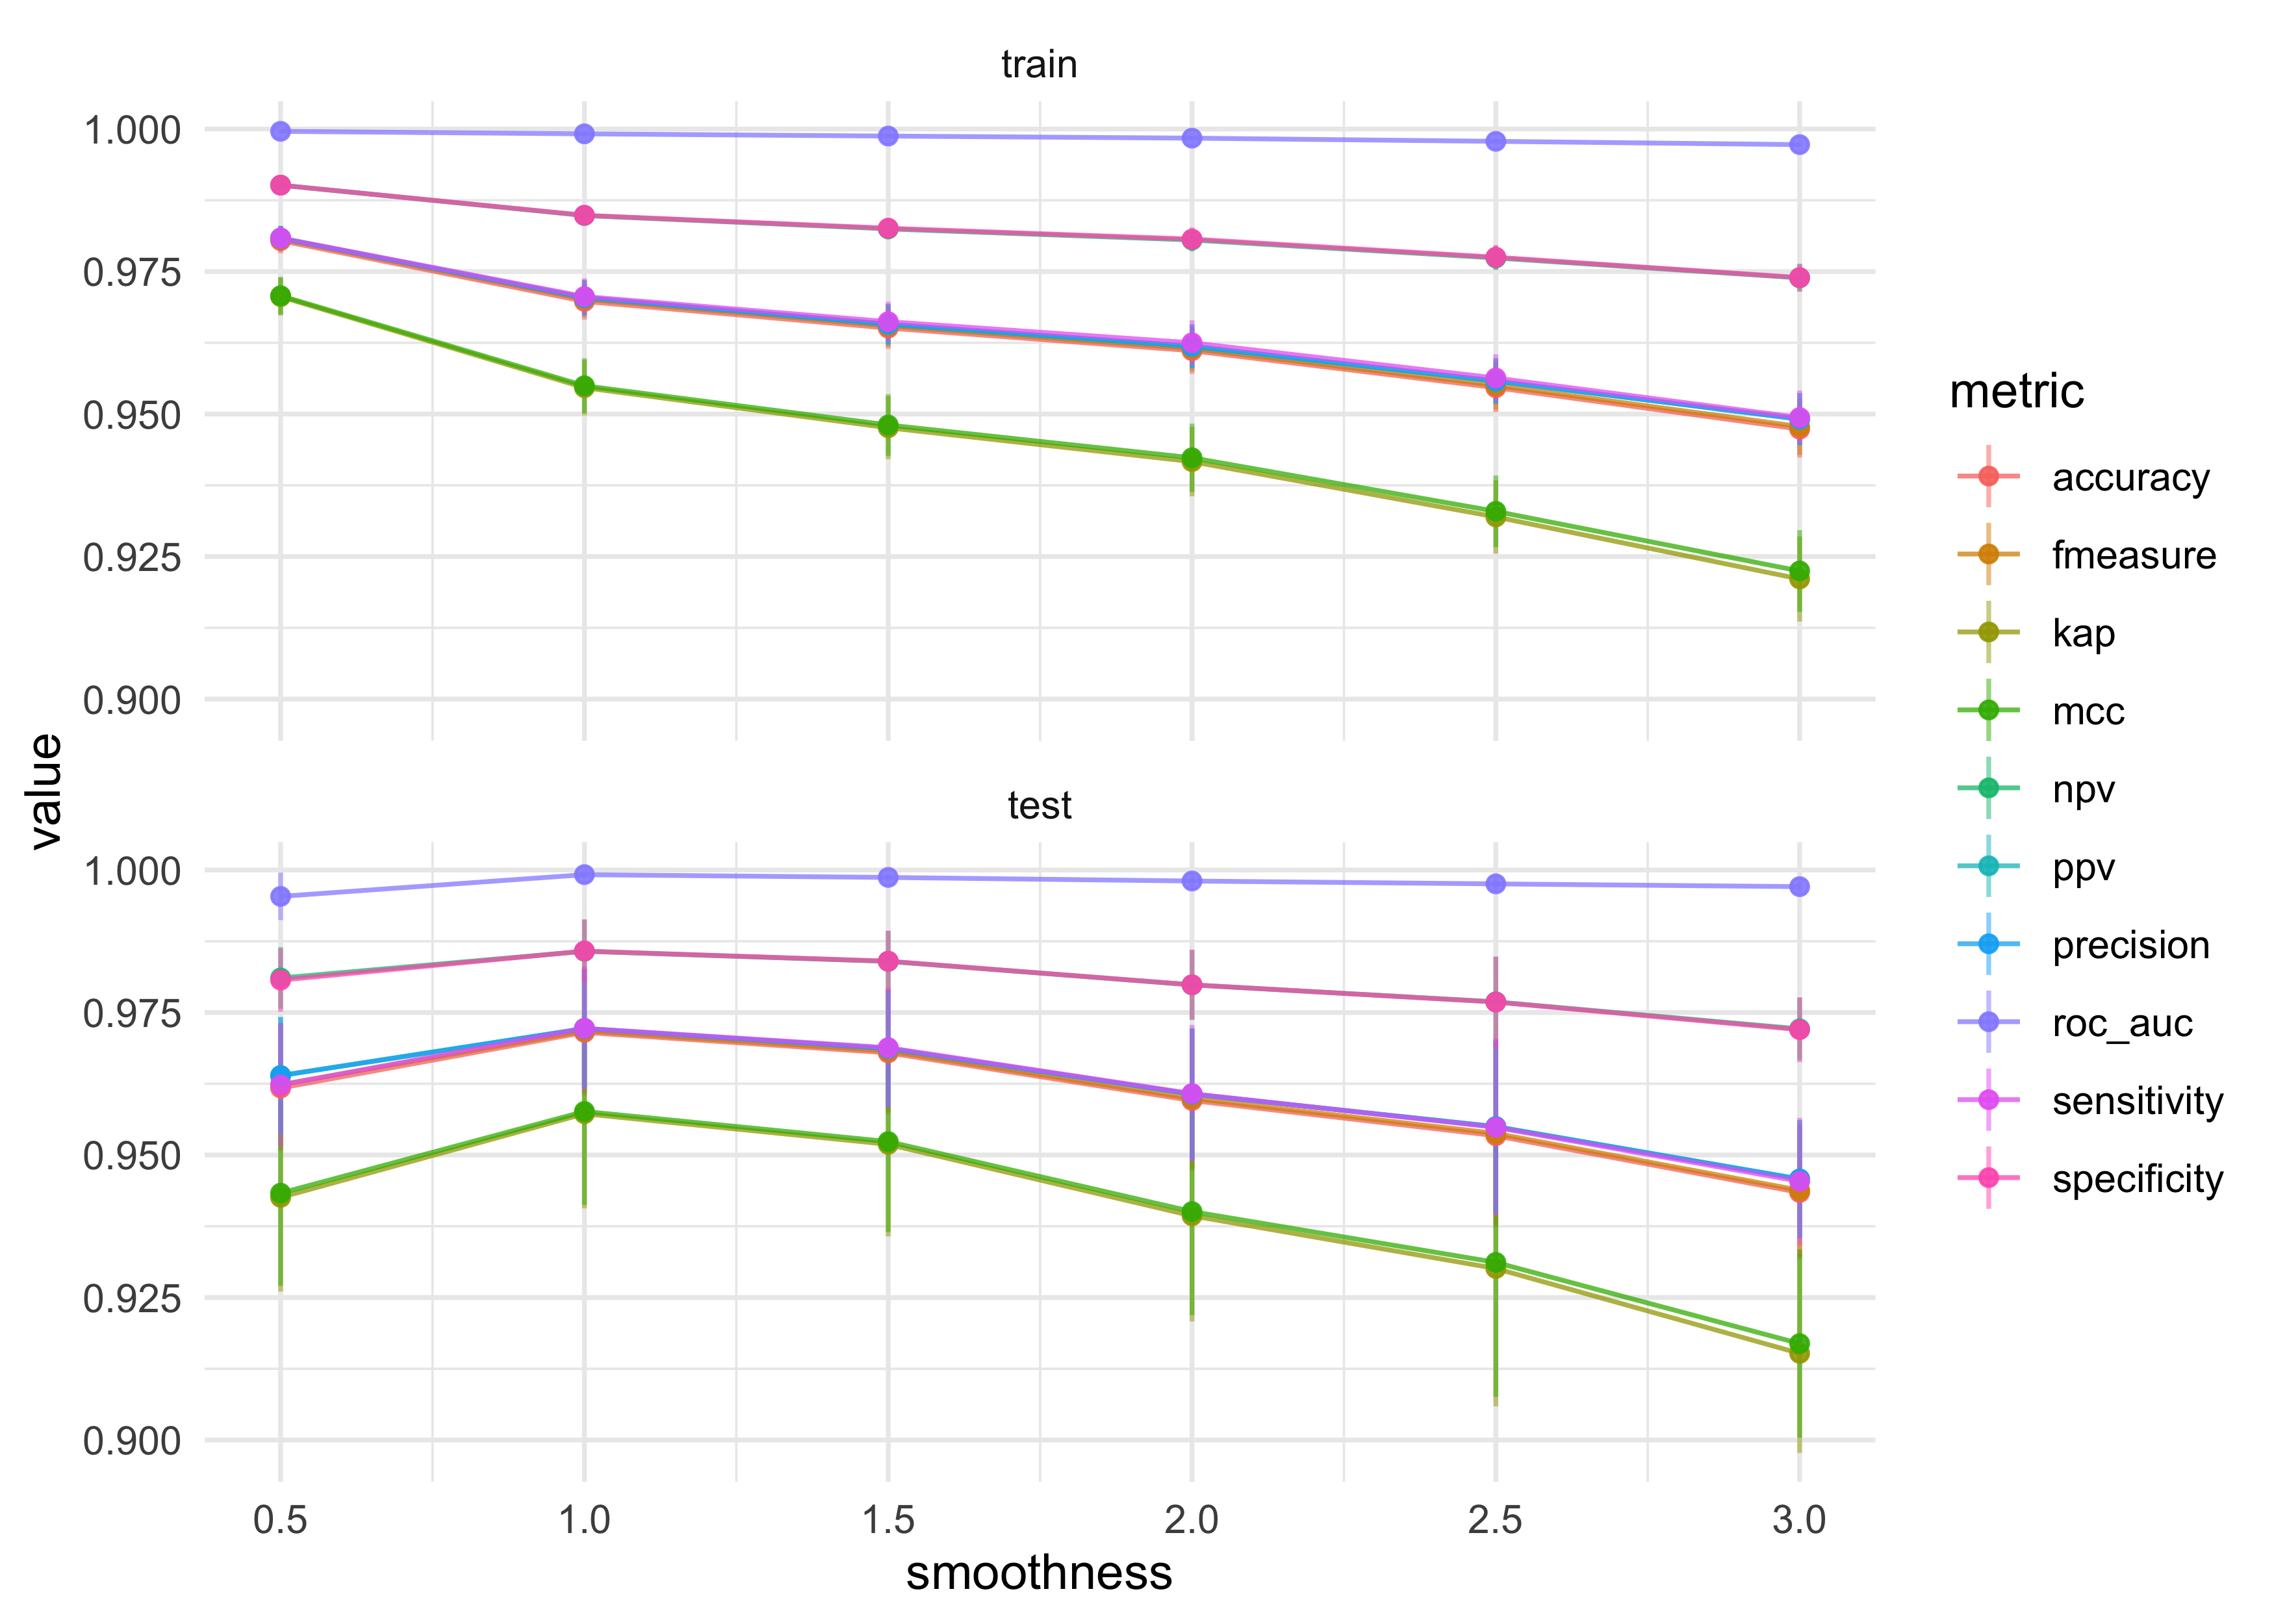 train
1.000
0.975
0.950
0.925
0.900
test
1.000
0.975
0.950
0.925
0.900
value
0.5 1.0 1.5 2.0 2.5 3.0
smoothness
metric
accuracy
fmeasure
kap
mcc
npv
ppv
precision
roc_auc
sensitivity
specificity